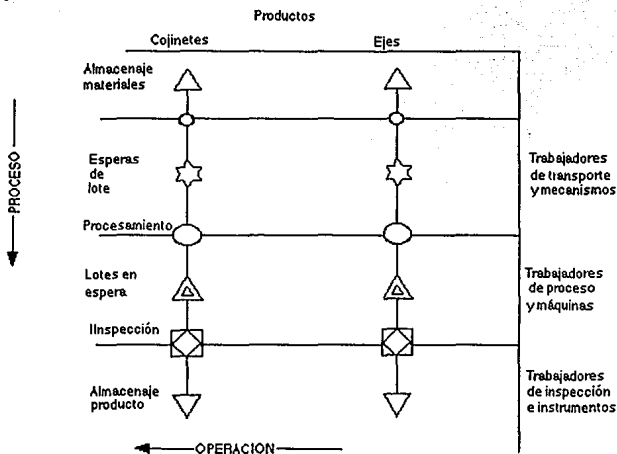 Productos
Cojinetes
Ejes
Almacenaje
materiales
Esperas
de
lote
Trabajadores
de transporte
y mecanismos
PROCESO
Procesamiento
Lotes en
espera
Trabajadores
de proceso
y máquinas
IInspección
Almacenaje
producto
Trabajadores
de inspección
e instrumentos
OPERACION